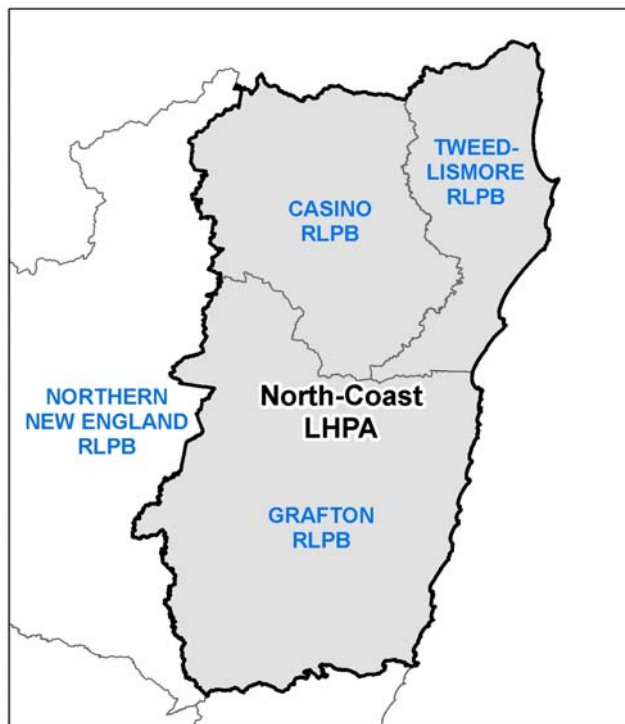 TWEED-
LISMORE
RLPB
CASINO
RLPB
NORTHERN
NEW ENGLAND
RLPB
North-Coast
LHPA
GRAFTON
RLPB